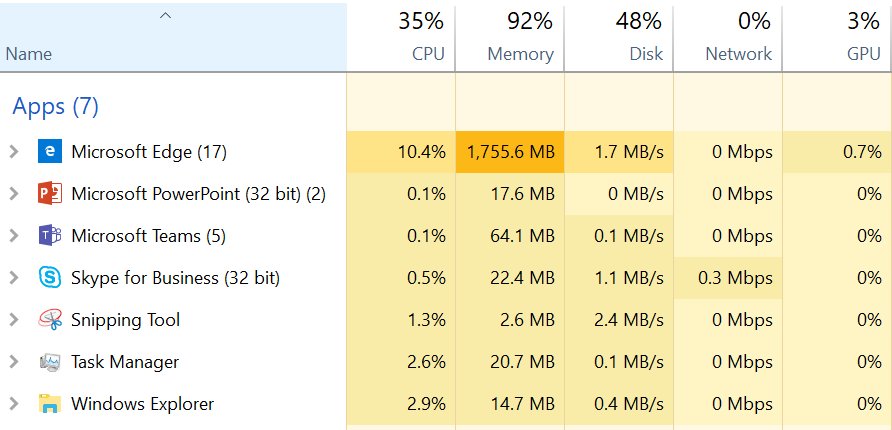 35% 92% 48% 0% 3%
Name CPU Memory Disk Network GPU
Apps (7)
Microsoft Edge (17) 10.4% 1,755.6 MB 1.7 MB/s 0 Mbps 0.7%
Microsoft PowerPoint (32 bit) (2) 0.1% 17.6 MB 0 MB/s 0 Mbps 0%
Microsoft Teams (5) 0.1% 64.1 MB 0.1 MB/s 0 Mbps 0%
Skype for Business (32 bit) 0.5% 22.4 MB 1.1 MB/s 0.3 Mbps 0%
Snipping Tool 1.3% 2.6 MB 2.4 MB/s 0 Mbps 0%
Task Manager 2.6% 20.7 MB 0.1 MB/s 0 Mbps 0%
Windows Explorer 2.9% 14.7 MB 0.4 MB/s 0 Mbps 0%